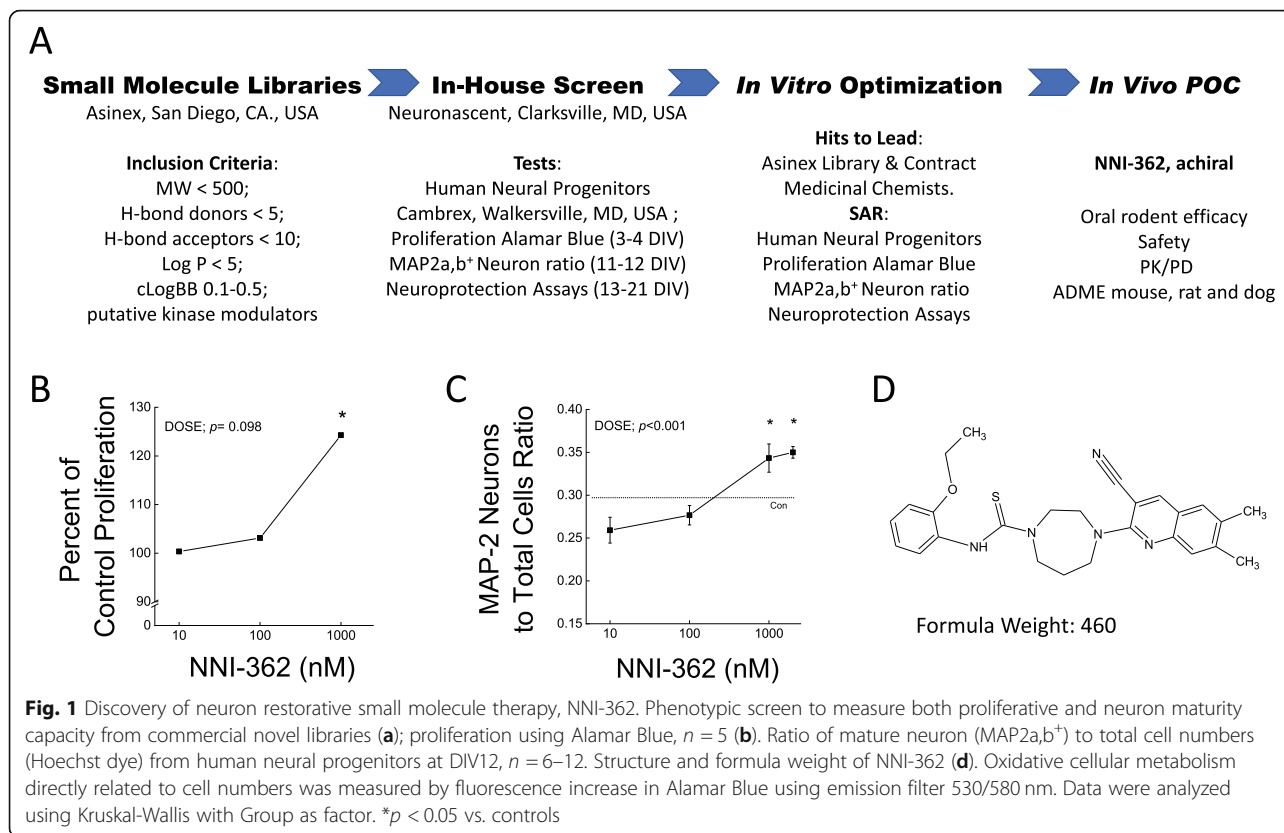 A
Small Molecule Libraries
Asinex, San Diego, CA., USA
Inclusion Criteria:
MW < 500;
H-bond donors < 5;
H-bond acceptors < 10;
Log P < 5;
cLogBB 0.1-0.5;
putative kinase modulators
In-House Screen
Neuronascent, Clarksville, MD, USA
Tests:
Human Neural Progenitors
Cambrex, Walkersville, MD, USA ;
Proliferation Alamar Blue (3-4 DIV)
MAP2a,b⁺ Neuron ratio (11-12 DIV)
Neuroprotection Assays (13-21 DIV)
In Vitro Optimization
Hits to Lead:
Asinex Library & Contract
Medicinal Chemists.
SAR:
Human Neural Progenitors
Proliferation Alamar Blue
MAP2a,b⁺ Neuron ratio
Neuroprotection Assays
In Vivo POC
NNI-362, achiral
Oral rodent efficacy
Safety
PK/PD
ADME mouse, rat and dog
B
Percent of
Control Proliferation
130
120
110
100
90
0
DOSE; p= 0.098
*
10 100 1000
NNI-362 (nM)
C
MAP-2 Neurons
to Total Cells Ratio
0.40
0.35
0.30
0.25
0.20
0.15
DOSE; p<0.001
* *
Con
10 100 1000
NNI-362 (nM)
D
CH₃
O
S
NH
N
N
N
N
CH₃
CH₃
Formula Weight: 460
Fig. 1 Discovery of neuron restorative small molecule therapy, NNI-362. Phenotypic screen to measure both proliferative and neuron maturity
capacity from commercial novel libraries (a); proliferation using Alamar Blue, n = 5 (b). Ratio of mature neuron (MAP2a,b⁺) to total cell numbers
(Hoechst dye) from human neural progenitors at DIV12, n = 6–12. Structure and formula weight of NNI-362 (d). Oxidative cellular metabolism
directly related to cell numbers was measured by fluorescence increase in Alamar Blue using emission filter 530/580 nm. Data were analyzed
using Kruskal-Wallis with Group as factor. *p < 0.05 vs. controls